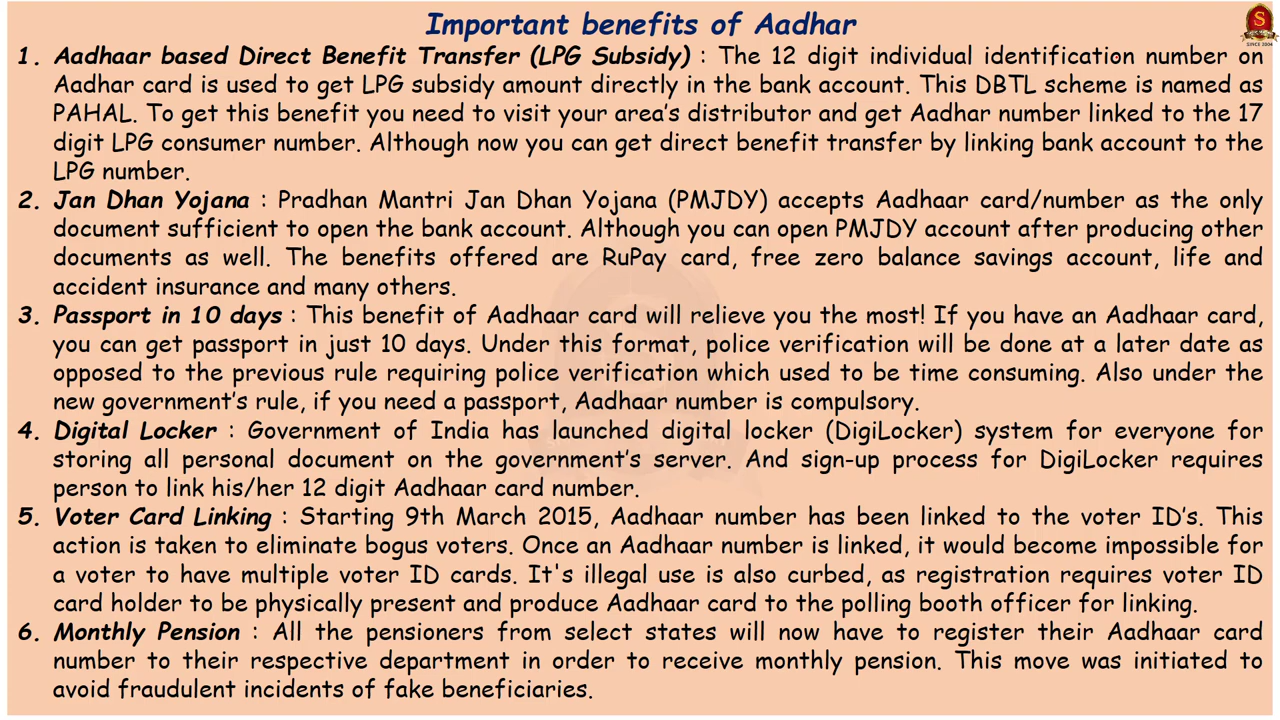 Important benefits of Aadhar
S
SINCE 2004
1. Aadhaar based Direct Benefit Transfer (LPG Subsidy) : The 12 digit individual identification number on
Aadhar card is used to get LPG subsidy amount directly in the bank account. This DBTL scheme is named as
PAHAL. To get this benefit you need to visit your area's distributor and get Aadhar number linked to the 17
digit LPG consumer number. Although now you can get direct benefit transfer by linking bank account to the
LPG number.
2. Jan Dhan Yojana : Pradhan Mantri Jan Dhan Yojana (PMJDY) accepts Aadhaar card/number as the only
document sufficient to open the bank account. Although you can open PMJDY account after producing other
documents as well. The benefits offered are RuPay card, free zero balance savings account, life and
accident insurance and many others.
3. Passport in 10 days : This benefit of Aadhaar card will relieve you the most! If you have an Aadhaar card,
you can get passport in just 10 days. Under this format, police verification will be done at a later date as
opposed to the previous rule requiring police verification which used to be time consuming. Also under the
new government's rule, if you need a passport, Aadhaar number is compulsory.
4. Digital Locker : Government of India has launched digital locker (DigiLocker) system for everyone for
storing all personal document on the government's server. And sign-up process for DigiLocker requires
person to link his/her 12 digit Aadhaar card number.
5. Voter Card Linking : Starting 9th March 2015, Aadhaar number has been linked to the voter ID's. This
action is taken to eliminate bogus voters. Once an Aadhaar number is linked, it would become impossible for
a voter to have multiple voter ID cards. It's illegal use is also curbed, as registration requires voter ID
card holder to be physically present and produce Aadhaar card to the polling booth officer for linking.
6. Monthly Pension : All the pensioners from select states will now have to register their Aadhaar card
number to their respective department in order to receive monthly pension. This move was initiated to
avoid fraudulent incidents of fake beneficiaries.